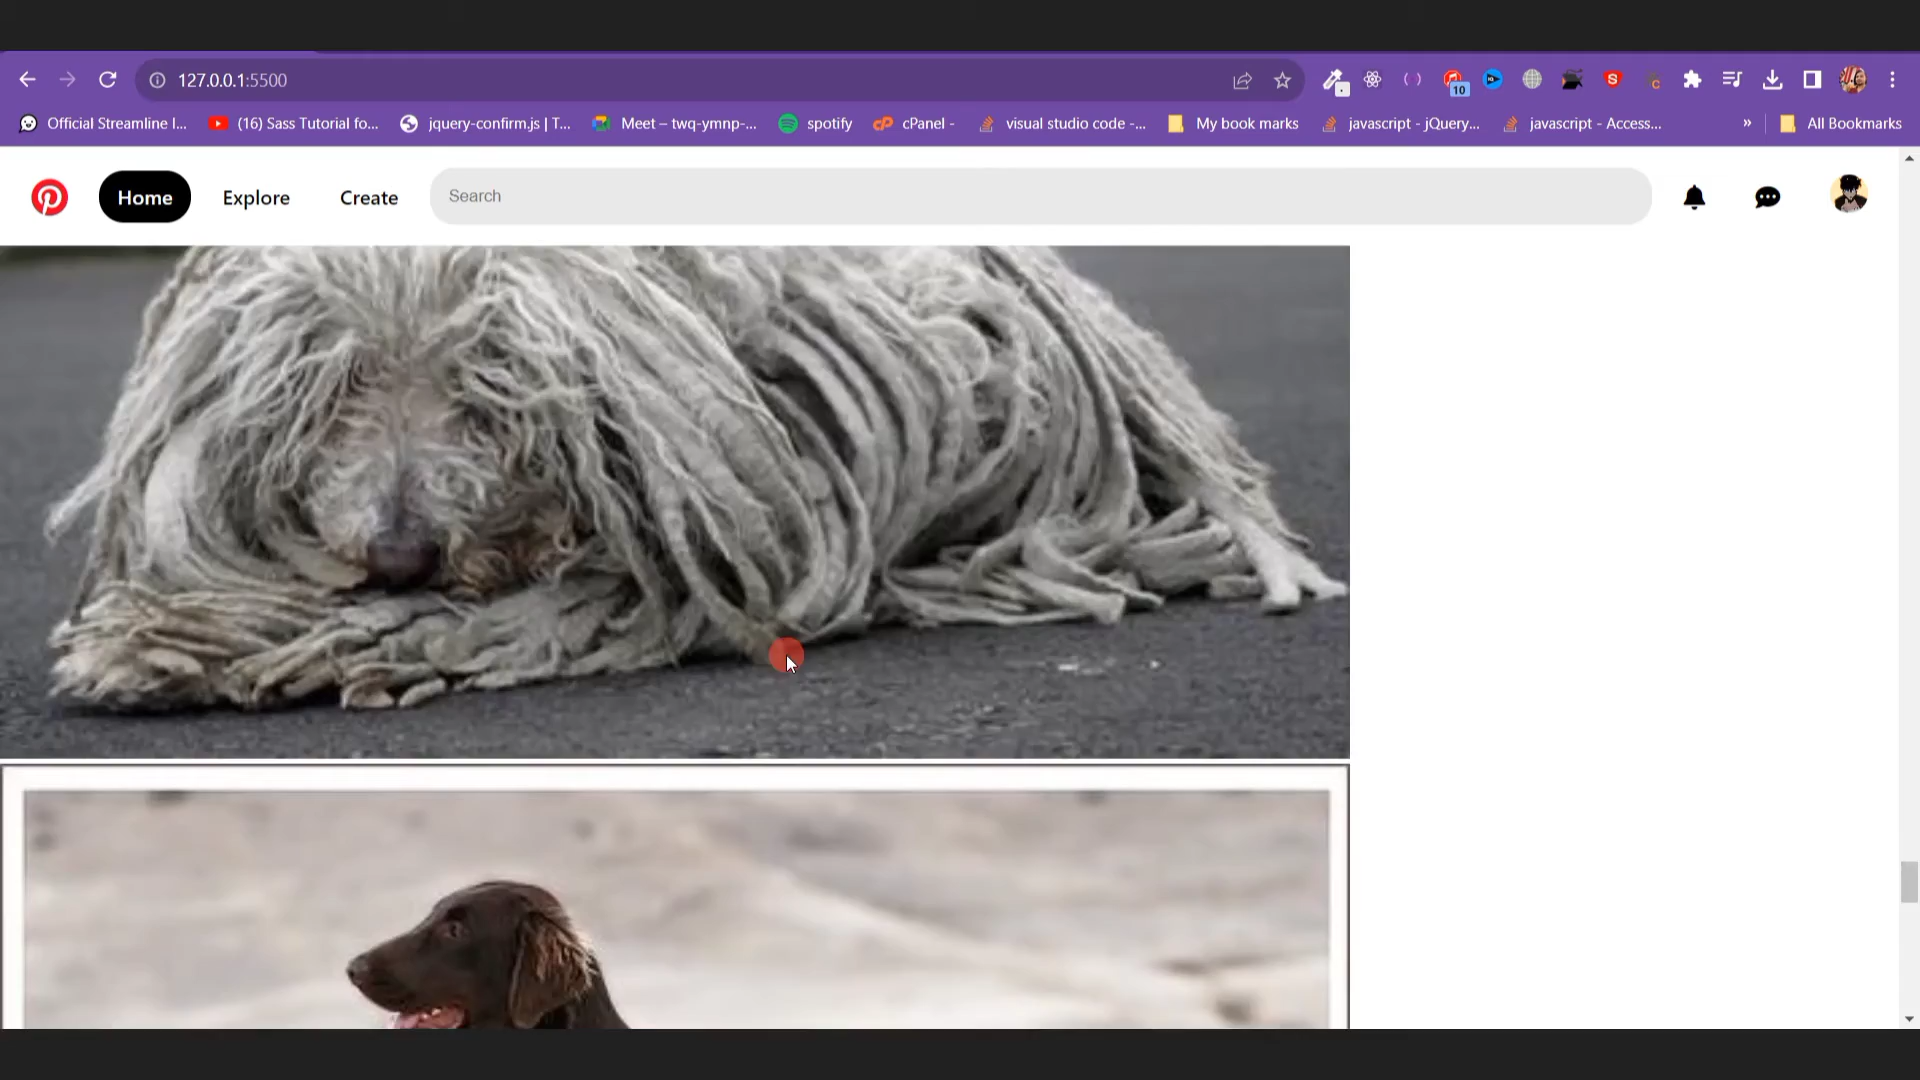 127.0.0.1:5500
10
Official Streamline I... (16) Sass Tutorial fo... jquery-confirm.js | T... Meet – twq-ymnp-... spotify cPanel - visual studio code -... My book marks javascript - jQuery... javascript - Access... » All Bookmarks
Home Explore Create Search